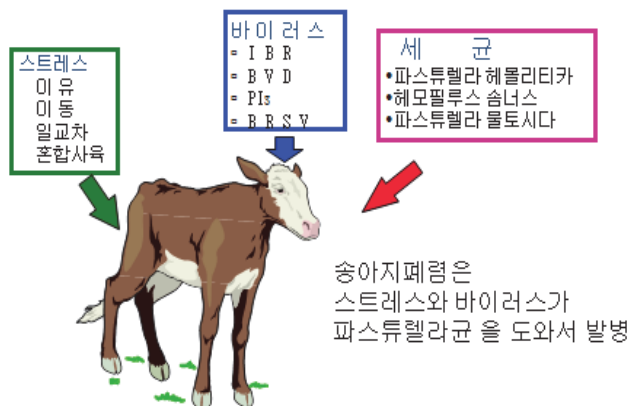 스트레스
이 유
이 동
일교차
혼합사육
바 이 러 스
▫ I B R
▫ B V D
▫ PI₃
▫ B R S V
세 균
•파스튜렐라 헤몰리티카
•헤모필루스 솜너스
•파스튜렐라 물토시다
송아지폐렴은
스트레스와 바이러스가
파스튜렐라균 을 도와서 발병